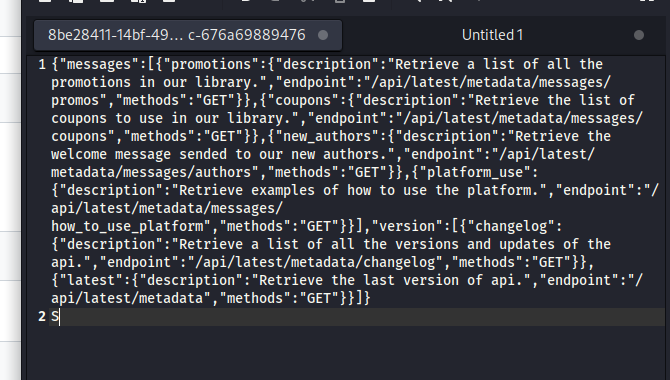 8be28411-14bf-49... c-676a69889476
Untitled 1
1 {"messages":[{"promotions":{"description":"Retrieve a list of all the
promotions in our library.","endpoint":"/api/latest/metadata/messages/
promos","methods":"GET"}},{"coupons":{"description":"Retrieve the list of
coupons to use in our library.","endpoint":"/api/latest/metadata/messages/
coupons","methods":"GET"}},{"new_authors":{"description":"Retrieve the
welcome message sended to our new authors.","endpoint":"/api/latest/
metadata/messages/authors","methods":"GET"}},{"platform_use":
{"description":"Retrieve examples of how to use the platform.","endpoint":"/
api/latest/metadata/messages/
how_to_use_platform","methods":"GET"}}],"version":[{"changelog":
{"description":"Retrieve a list of all the versions and updates of the
api.","endpoint":"/api/latest/metadata/changelog","methods":"GET"}},
{"latest":{"description":"Retrieve the last version of api.","endpoint":"/
api/latest/metadata","methods":"GET"}}]}
2 S